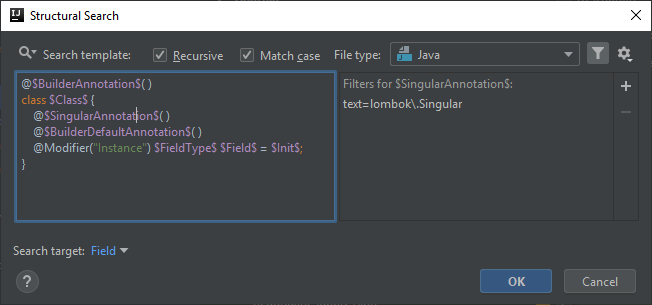 Structural Search
Search template:
Recursive
Match case
File type:
Java
@$BuilderAnnotation$( )
class $Class$ {
@$SingularAnnotation$( )
@$BuilderDefaultAnnotation$( )
@Modifier("Instance") $FieldType$ $Field$ = $Init$;
}
Filters for $SingularAnnotation$:
text=lombok\.Singular
Search target: Field
?
OK
Cancel